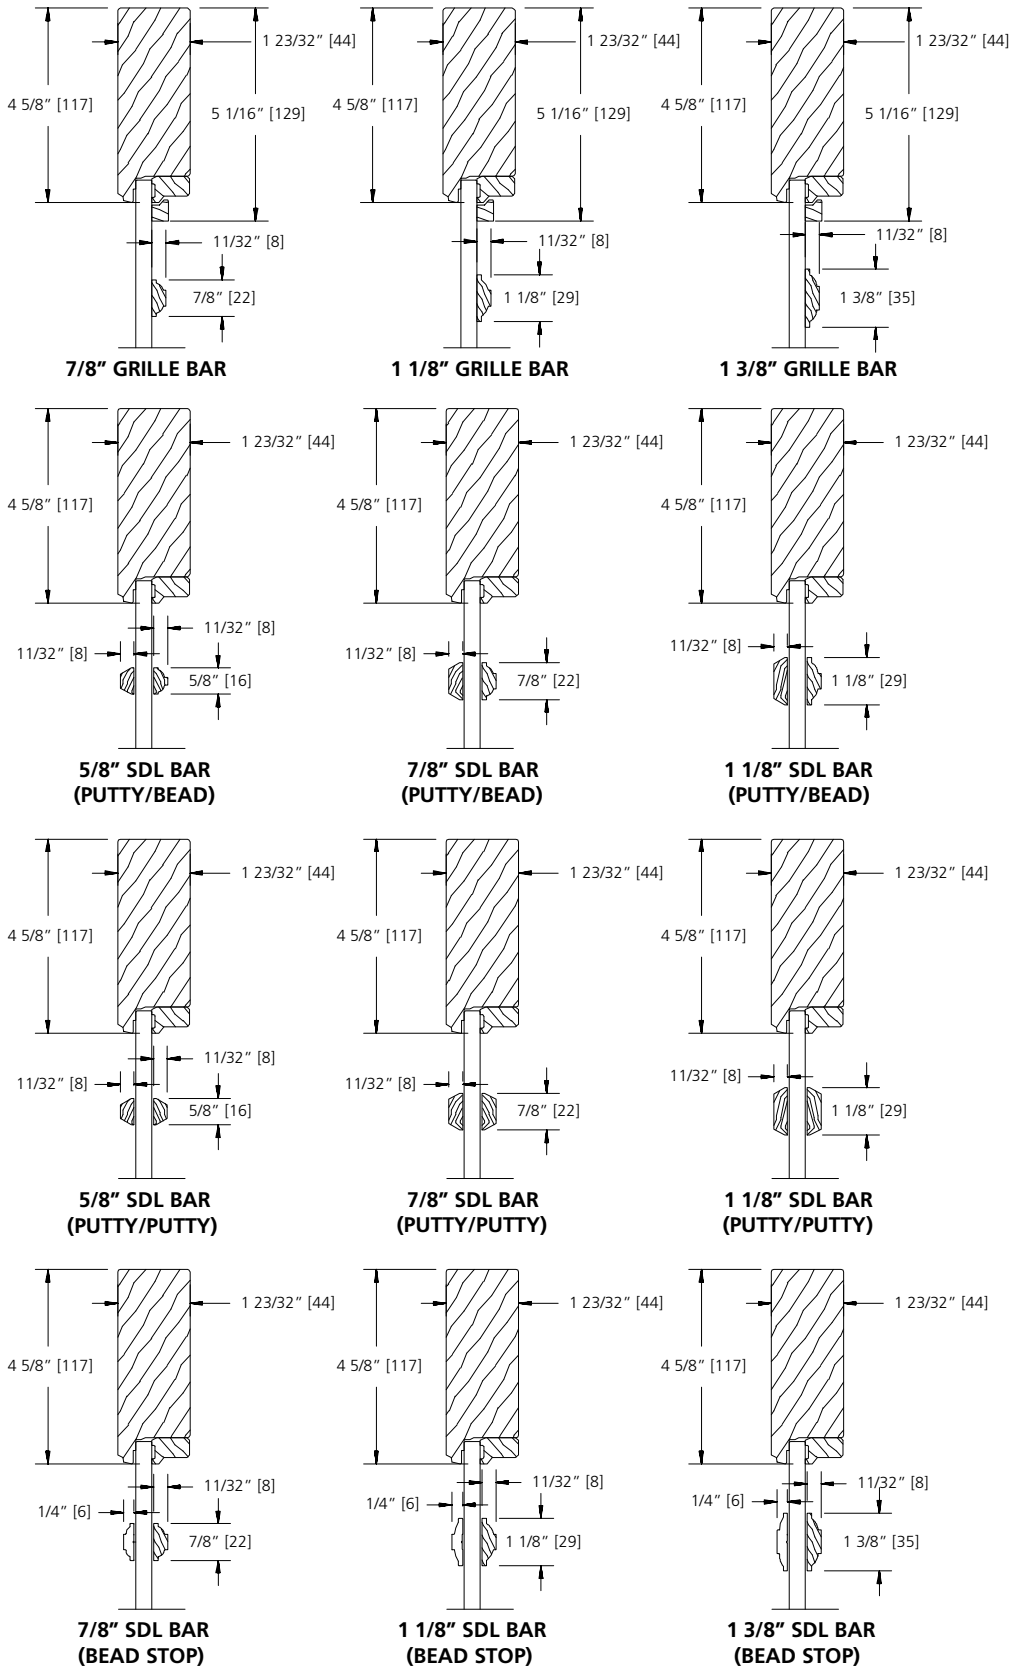 1 23/32” [44]
1 23/32” [44]
1 23/32” [44]
4 5/8” [117]
5 1/16” [129]
4 5/8” [117]
5 1/16” [129]
4 5/8” [117]
5 1/16” [129]
11/32” [8]
11/32” [8]
11/32” [8]
7/8” [22]
1 1/8” [29]
1 3/8” [35]
7/8” GRILLE BAR
1 1/8” GRILLE BAR
1 3/8” GRILLE BAR
1 23/32” [44]
1 23/32” [44]
1 23/32” [44]
4 5/8” [117]
4 5/8” [117]
4 5/8” [117]
11/32” [8]
11/32” [8]
11/32” [8]
11/32” [8]
5/8” [16]
7/8” [22]
1 1/8” [29]
5/8” SDL BAR
(PUTTY/BEAD)
7/8” SDL BAR
(PUTTY/BEAD)
1 1/8” SDL BAR
(PUTTY/BEAD)
1 23/32” [44]
1 23/32” [44]
1 23/32” [44]
4 5/8” [117]
4 5/8” [117]
4 5/8” [117]
11/32” [8]
11/32” [8]
11/32” [8]
11/32” [8]
5/8” [16]
7/8” [22]
1 1/8” [29]
5/8” SDL BAR
(PUTTY/PUTTY)
7/8” SDL BAR
(PUTTY/PUTTY)
1 1/8” SDL BAR
(PUTTY/PUTTY)
1 23/32” [44]
1 23/32” [44]
1 23/32” [44]
4 5/8” [117]
4 5/8” [117]
4 5/8” [117]
11/32” [8]
11/32” [8]
11/32” [8]
1/4” [6]
1/4” [6]
1/4” [6]
7/8” [22]
1 1/8” [29]
1 3/8” [35]
7/8” SDL BAR
(BEAD STOP)
1 1/8” SDL BAR
(BEAD STOP)
1 3/8” SDL BAR
(BEAD STOP)